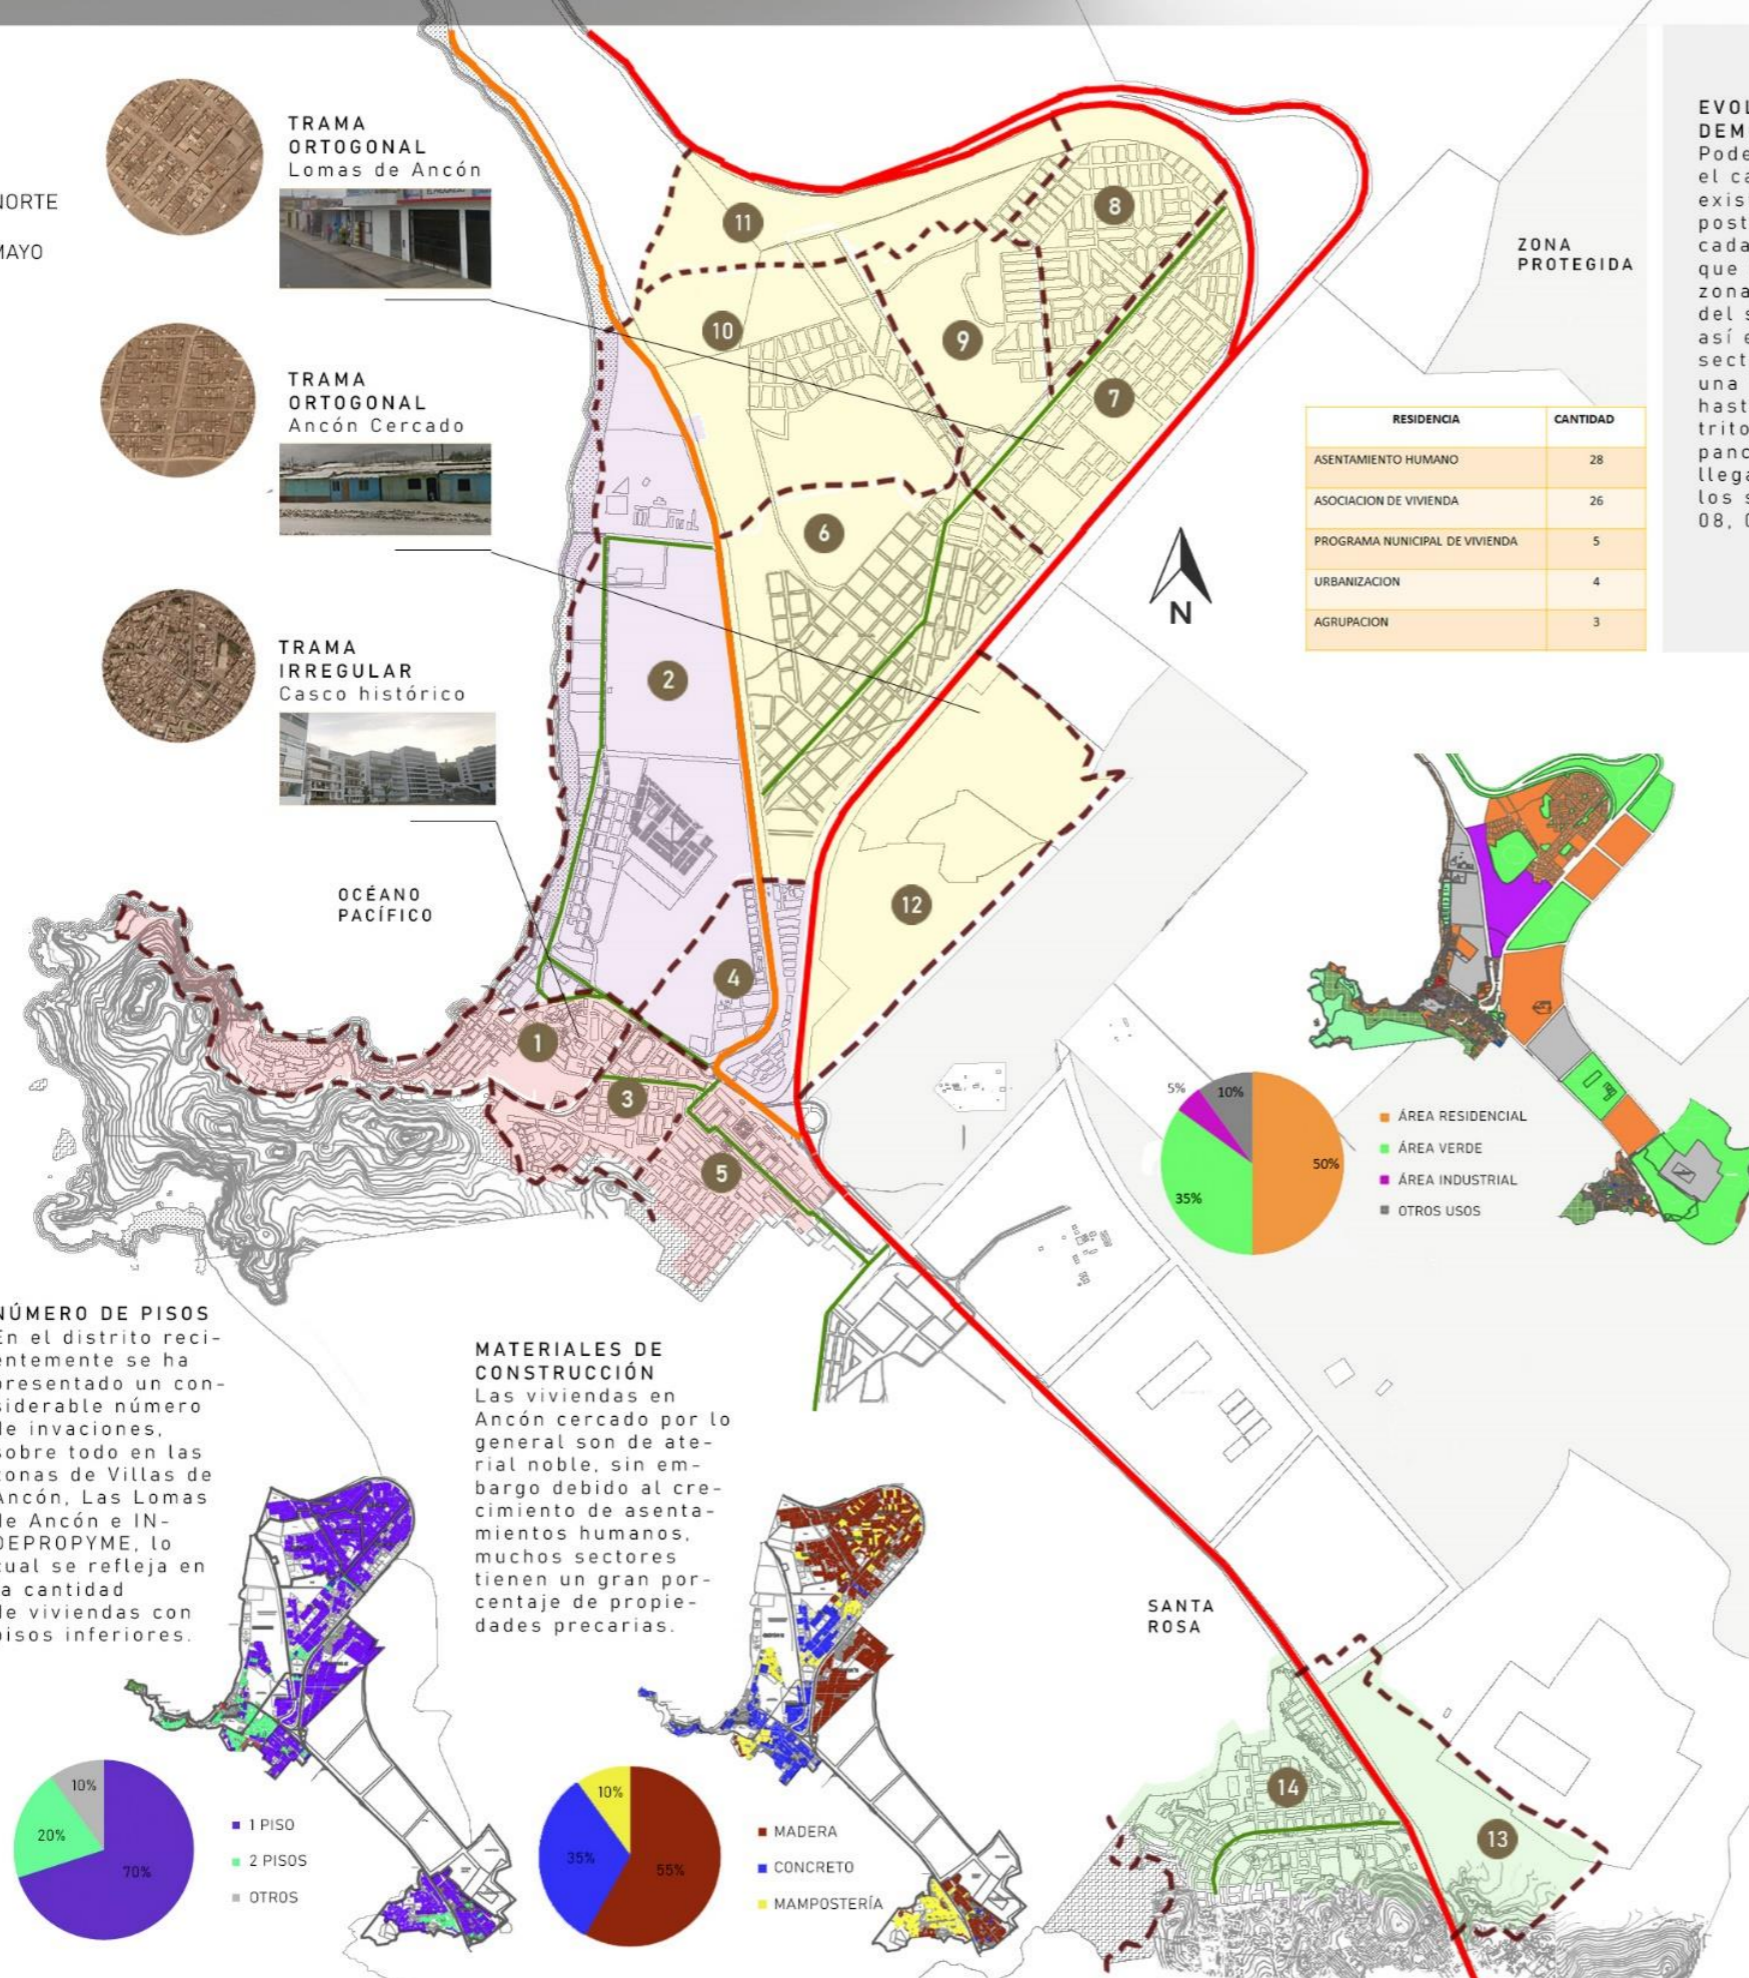 NORTE
MAYO
TRAMA
ORTOGONAL
Lomas de Ancón
TRAMA
ORTOGONAL
Ancón Cercado
TRAMA
IRREGULAR
Casco histórico
OCÉANO
PACÍFICO
11
8
10
9
7
6
2
12
4
1
3
5
N
ZONA
PROTEGIDA
RESIDENCIA CANTIDAD
ASENTAMIENTO HUMANO 28
ASOCIACION DE VIVIENDA 26
PROGRAMA NUNICIPAL DE VIVIENDA 5
URBANIZACION 4
AGRUPACION 3
EVOL
DEM
Pode
el ca
exis
post
cada
que
zona
del s
así e
sect
una
hast
trito
panc
llega
los s
08, 0
5%
10%
50%
35%
ÁREA RESIDENCIAL
ÁREA VERDE
ÁREA INDUSTRIAL
OTROS USOS
NÚMERO DE PISOS
En el distrito reci-
entemente se ha
presentado un con-
siderable número
de invaciones,
sobre todo en las
zonas de Villas de
Ancón, Las Lomas
de Ancón e IN-
DEPROPYME, lo
cual se refleja en
la cantidad
de viviendas con
pisos inferiores.
10%
20%
70%
1 PISO
2 PISOS
OTROS
MATERIALES DE
CONSTRUCCIÓN
Las viviendas en
Ancón cercado por lo
general son de ate-
rial noble, sin em-
bargo debido al cre-
cimiento de asenta-
mientos humanos,
muchos sectores
tienen un gran por-
centaje de propie-
dades precarias.
10%
35%
55%
MADERA
CONCRETO
MAMPOSTERÍA
SANTA
ROSA
14
13